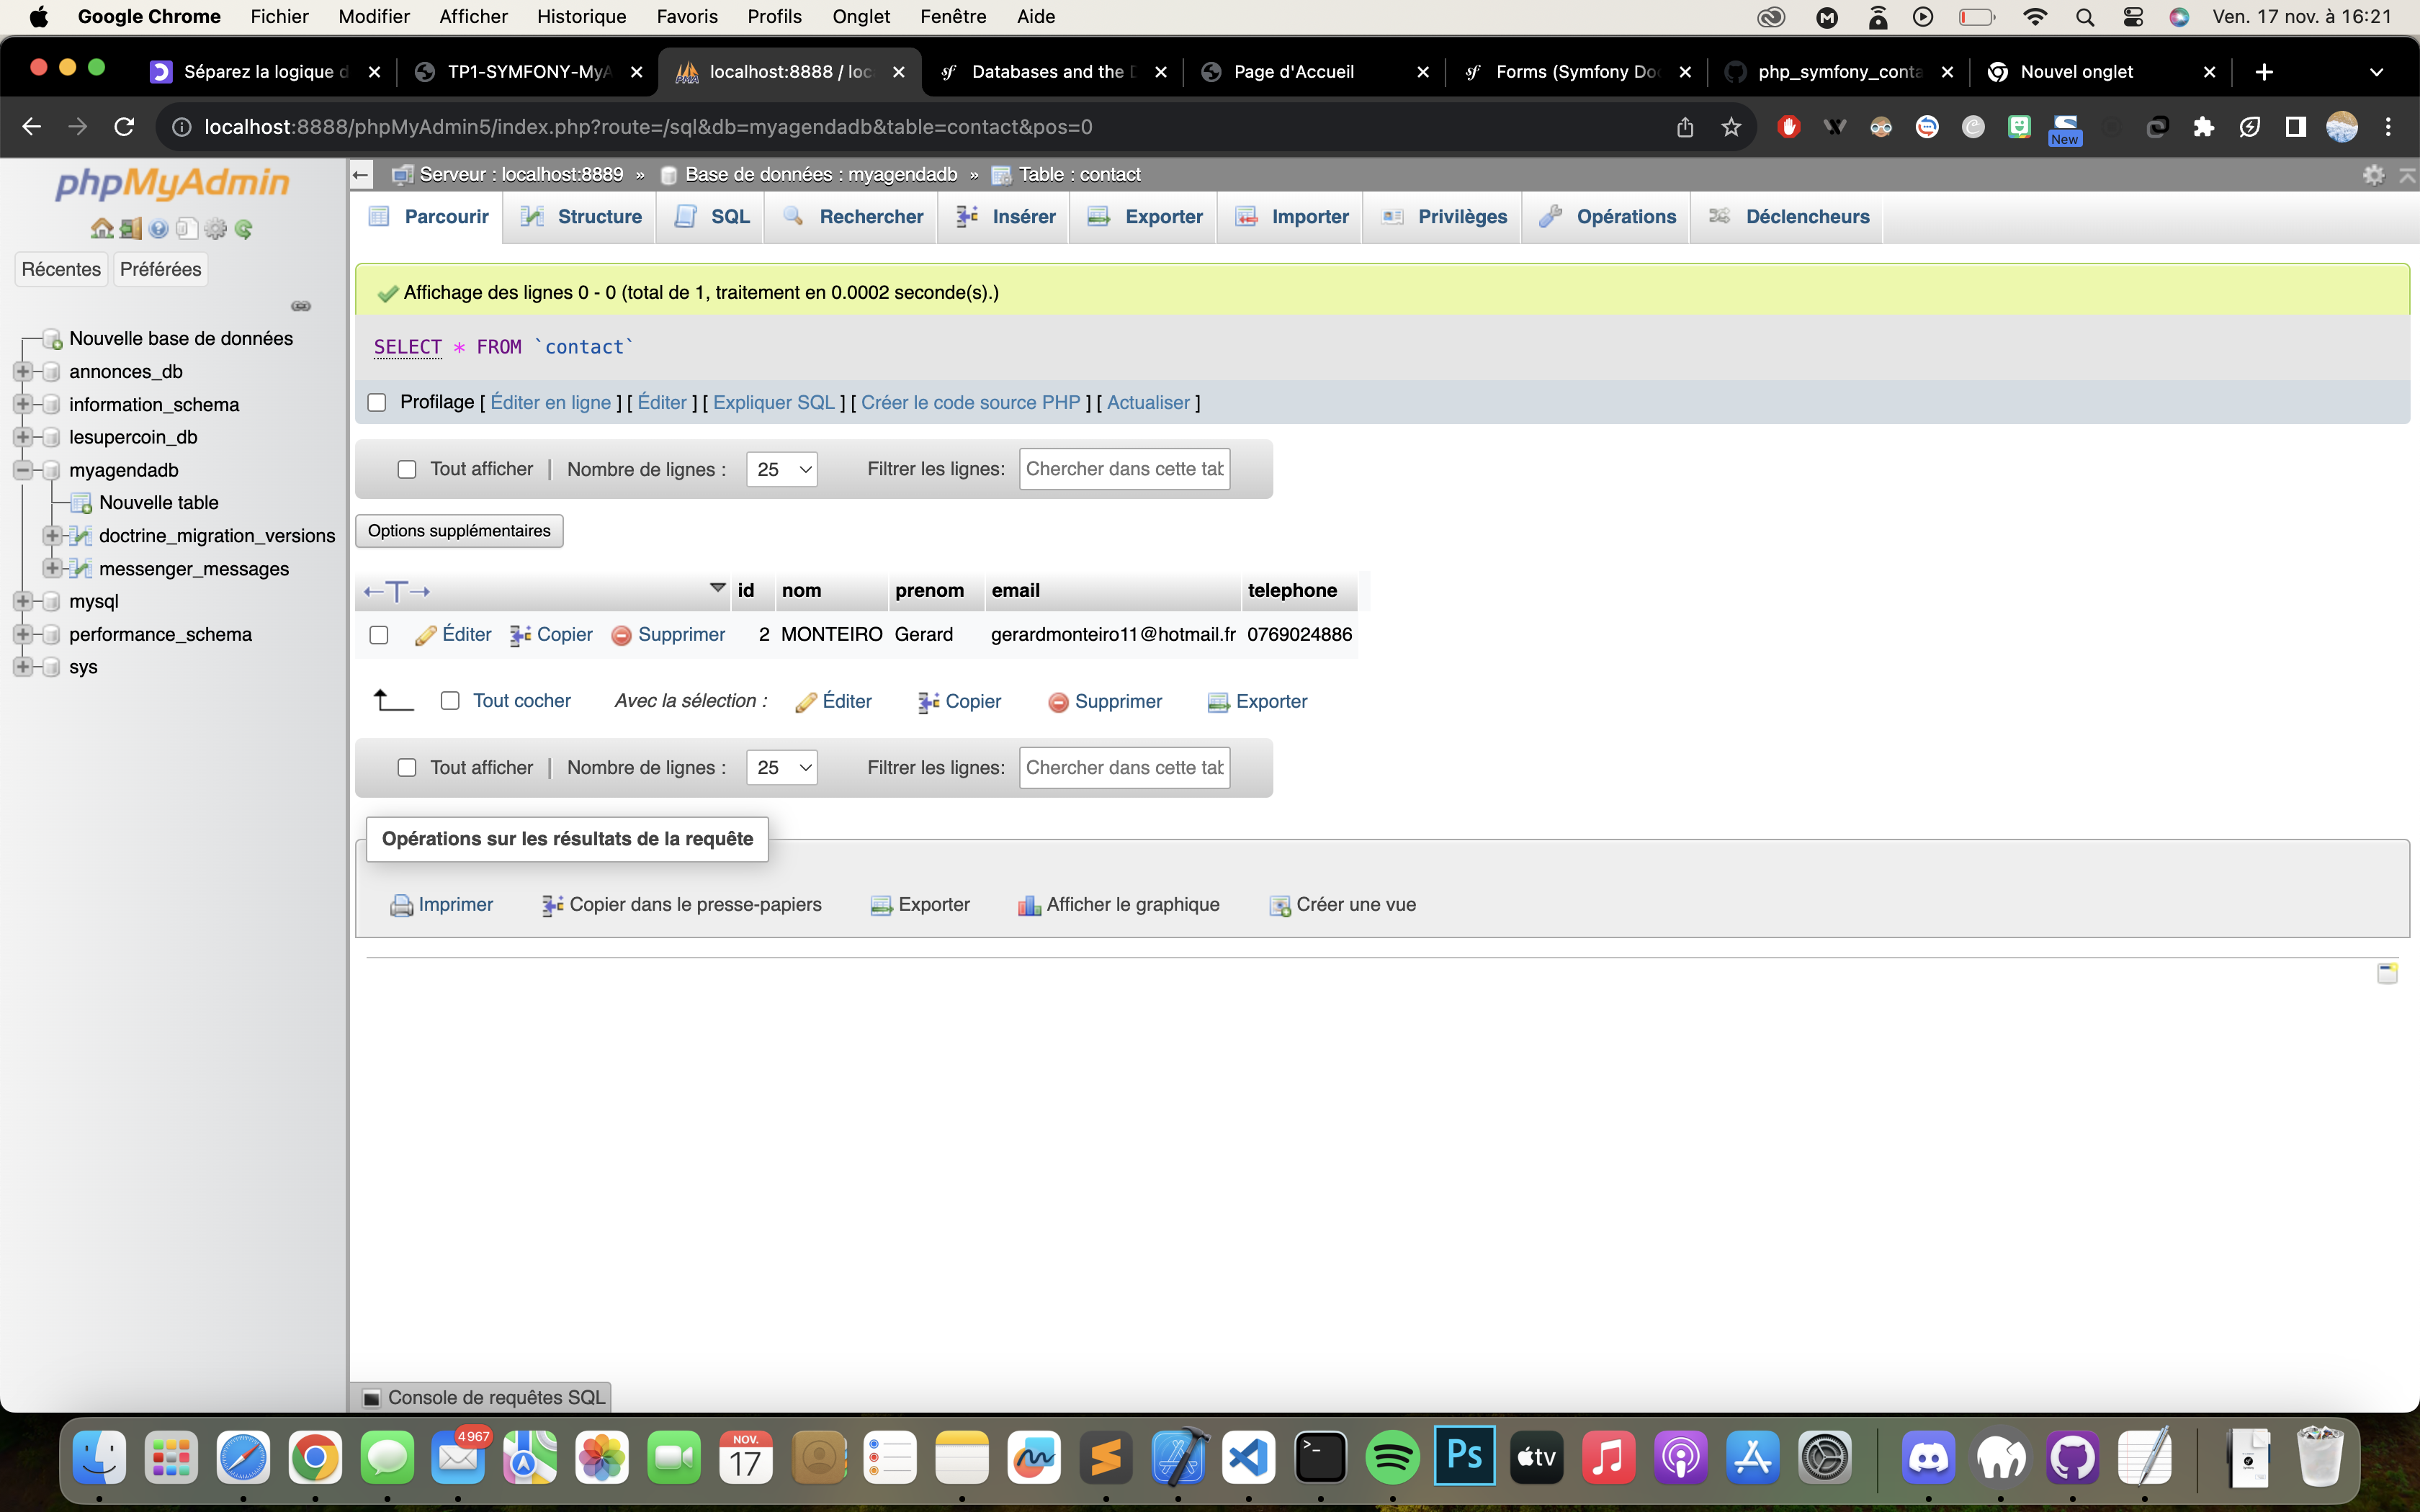 Google Chrome Fichier Modifier Afficher Historique Favoris Profils Onglet Fenêtre Aide Ven. 17 nov. à 16:21
Séparez la logique d TP1-SYMFONY-MyA localhost:8888 / loc Databases and the D Page d'Accueil Forms (Symfony Doc php_symfony_conta Nouvel onglet
localhost:8888/phpMyAdmin5/index.php?route=/sql&db=myagendadb&table=contact&pos=0
New
phpMyAdmin
Récentes Préférées
Nouvelle base de données
annonces_db
information_schema
lesupercoin_db
myagendadb
Nouvelle table
doctrine_migration_versions
messenger_messages
mysql
performance_schema
sys
Serveur : localhost:8889 » Base de données : myagendadb » Table : contact
Parcourir Structure SQL Rechercher Insérer Exporter Importer Privilèges Opérations Déclencheurs
Affichage des lignes 0 - 0 (total de 1, traitement en 0.0002 seconde(s).)
SELECT * FROM `contact`
Profilage [ Éditer en ligne ] [ Éditer ] [ Expliquer SQL ] [ Créer le code source PHP ] [ Actualiser ]
Tout afficher | Nombre de lignes : 25 Filtrer les lignes: Chercher dans cette tab
Options supplémentaires
←T→ id nom prenom email telephone
Éditer Copier Supprimer 2 MONTEIRO Gerard gerardmonteiro11@hotmail.fr 0769024886
Tout cocher Avec la sélection : Éditer Copier Supprimer Exporter
Tout afficher | Nombre de lignes : 25 Filtrer les lignes: Chercher dans cette tab
Opérations sur les résultats de la requête
Imprimer Copier dans le presse-papiers Exporter Afficher le graphique Créer une vue
Console de requêtes SQL
4967
NOV.
17
Ps
tv